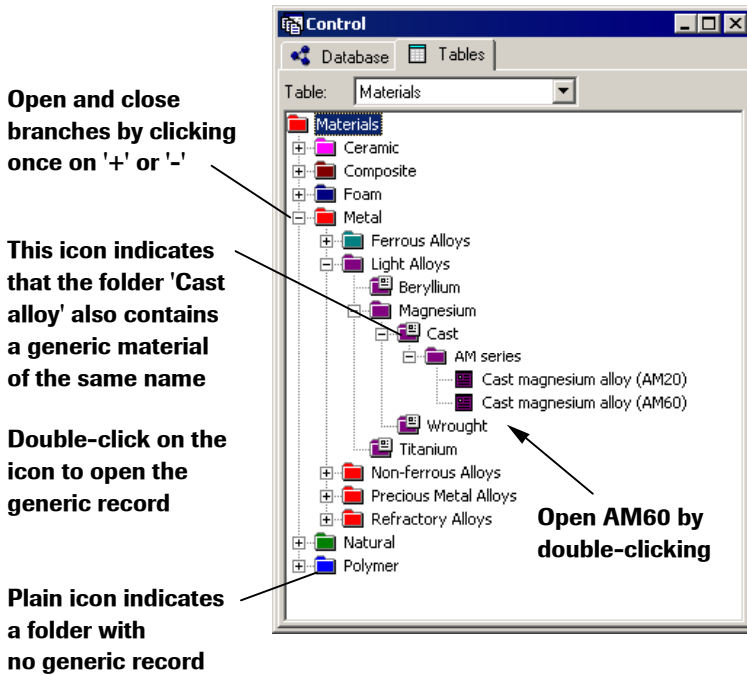 Control
Database
Tables
Table:
Materials
Open and close
branches by clicking
once on '+' or '-'
This icon indicates
that the folder 'Cast
alloy' also contains
a generic material
of the same name
Double-click on the
icon to open the
generic record
Plain icon indicates
a folder with
no generic record
Materials
Ceramic
Composite
Foam
Metal
Ferrous Alloys
Light Alloys
Beryllium
Magnesium
Cast
AM series
Cast magnesium alloy (AM20)
Cast magnesium alloy (AM60)
Wrought
Titanium
Non-ferrous Alloys
Precious Metal Alloys
Refractory Alloys
Natural
Polymer
Open AM60 by
double-clicking